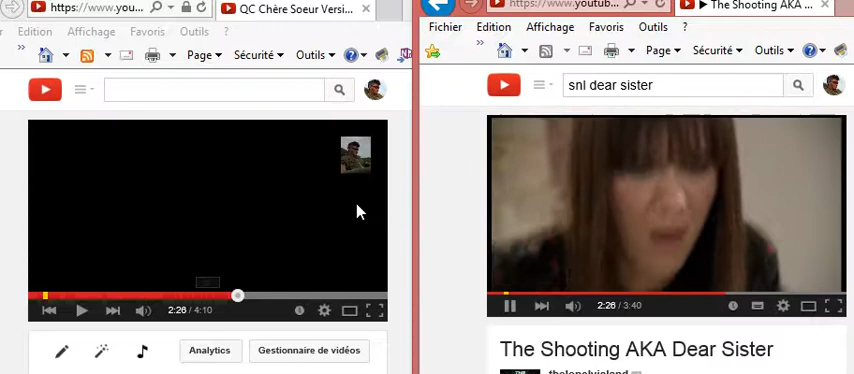 https://www.you...
QC Chère Soeur Versi...
Edition Affichage Favoris Outils ?
» Page Sécurité Outils
2:26 / 4:10
Analytics
Gestionnaire de vidéos
https://www.youtub...
The Shooting AKA ...
Fichier Edition Affichage Favoris Outils ?
» Page Sécurité Outils
snl dear sister
2:26 / 3:40
The Shooting AKA Dear Sister
thelonelyisland